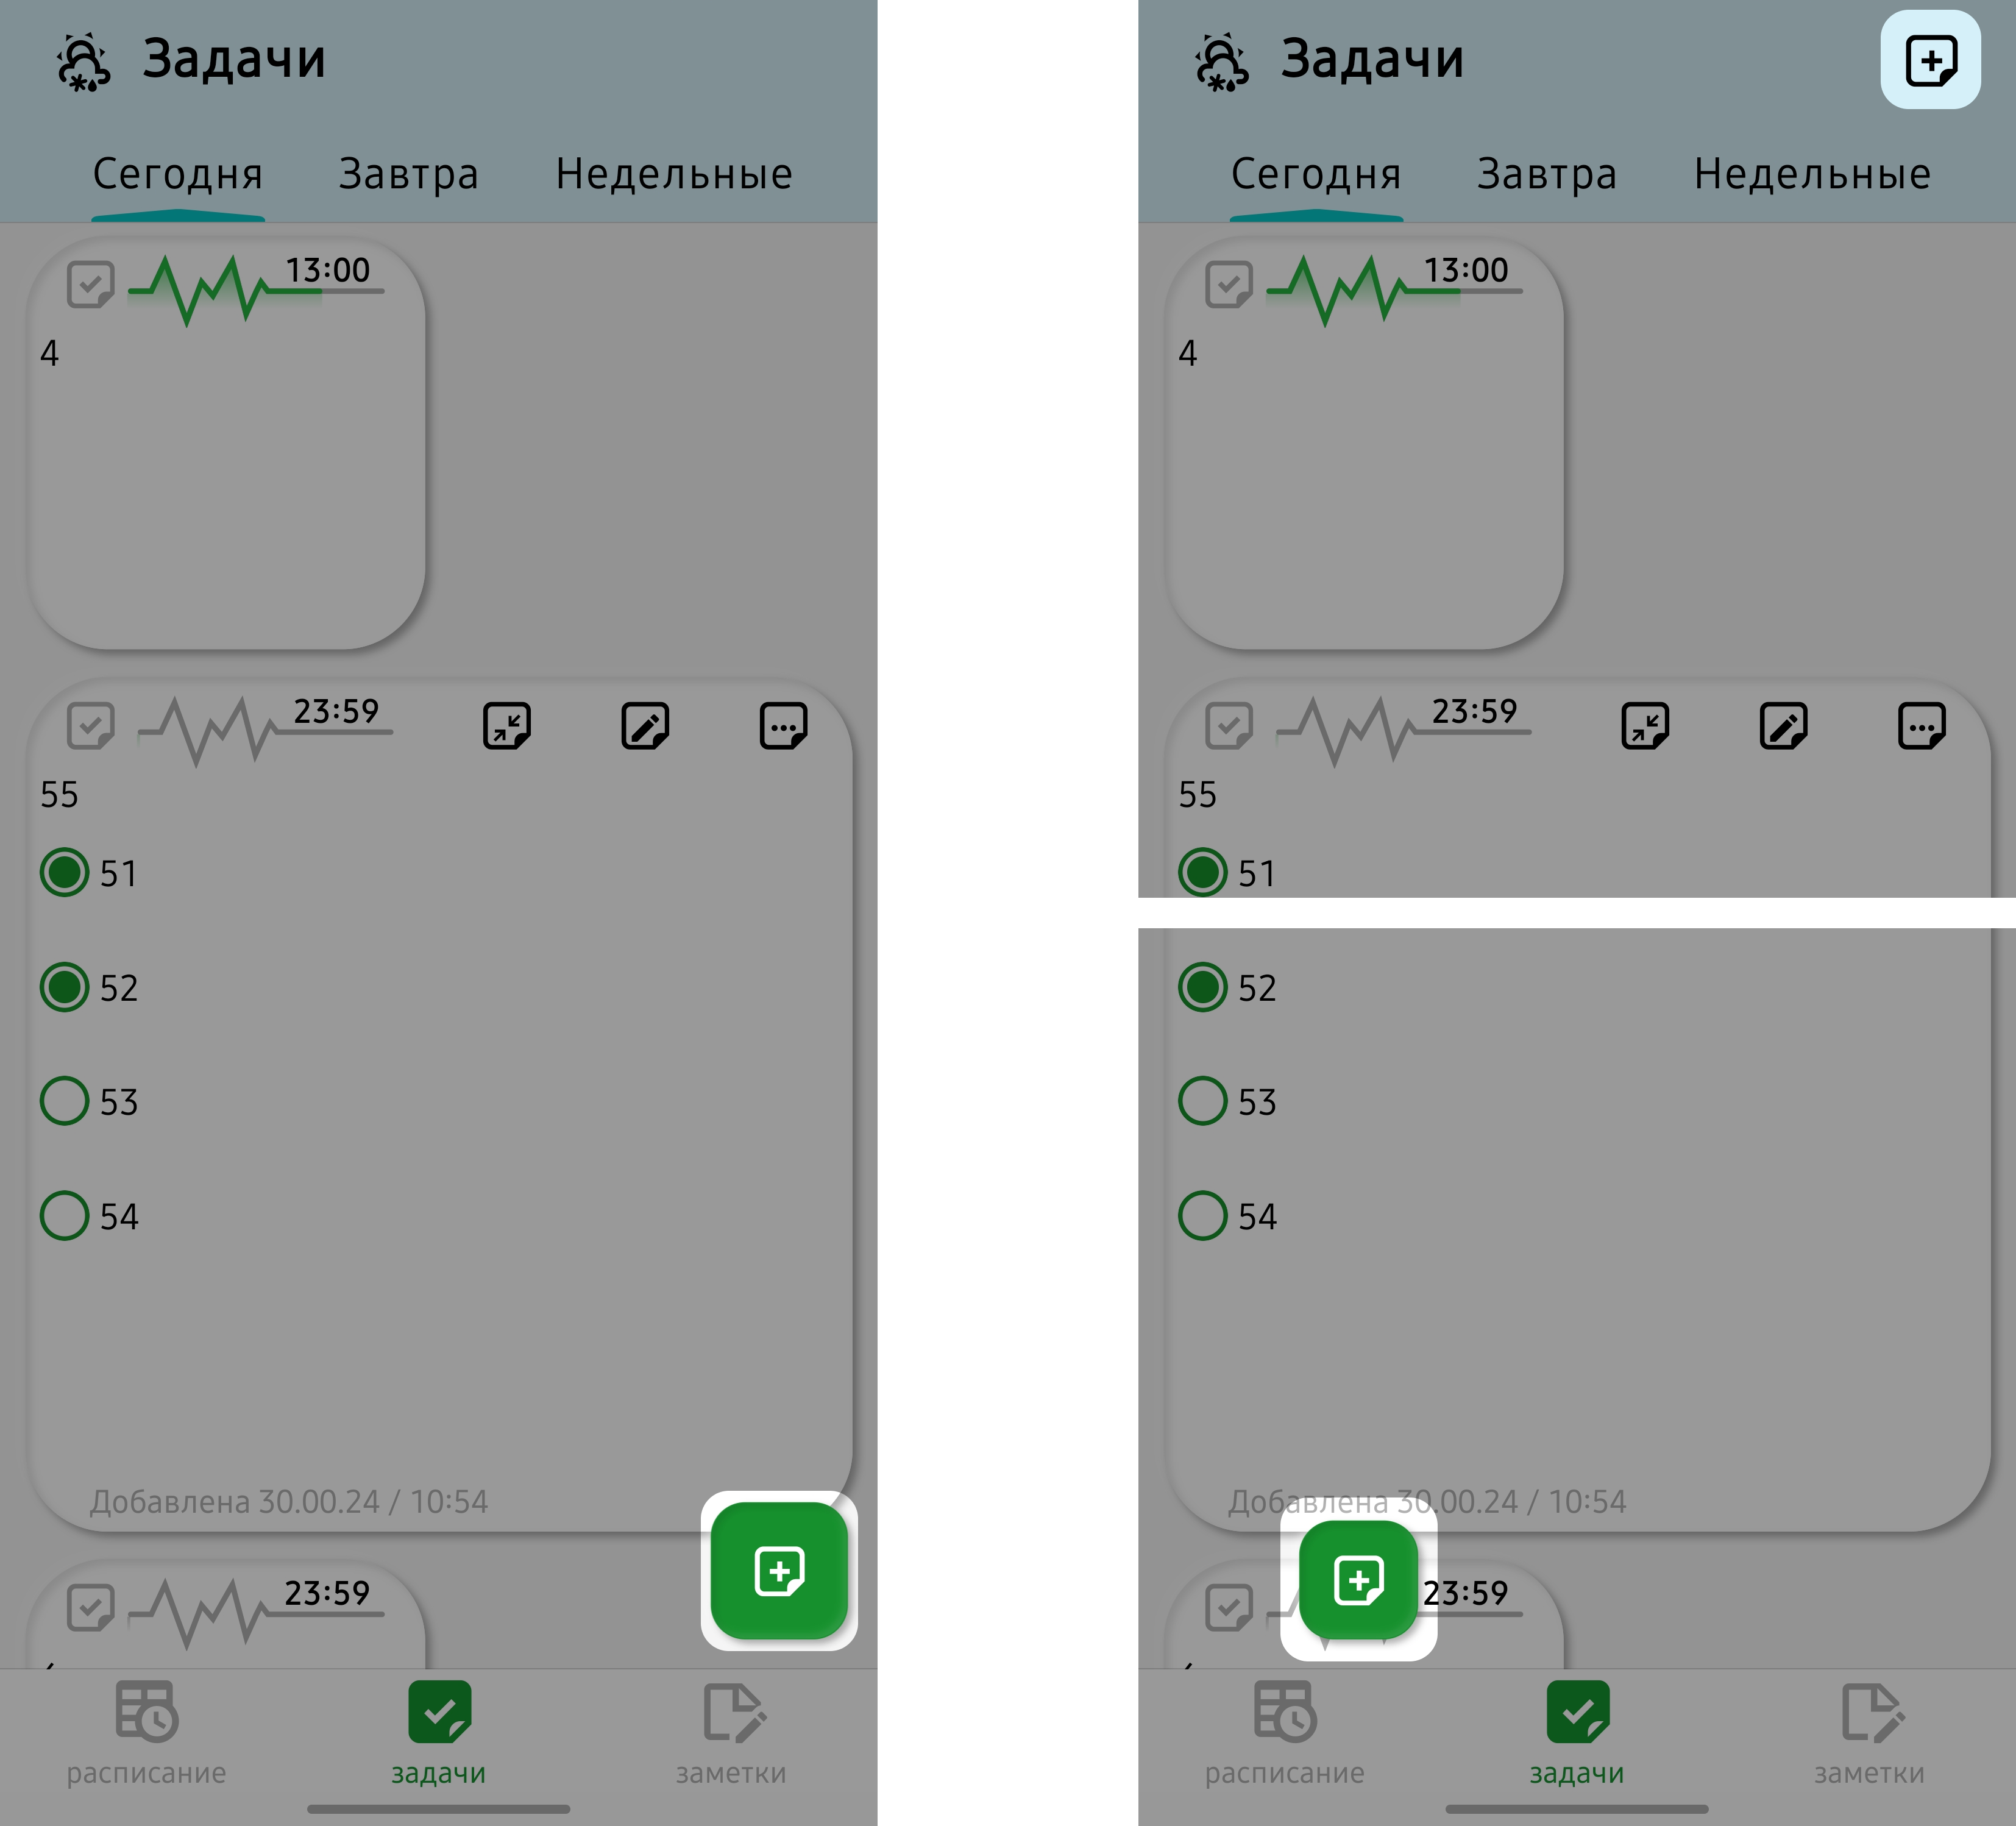 Задачи
Сегодня Завтра Недельные
13:00
4
23:59
55
51
52
53
54
Добавлена 30.00.24 / 10:54
23:59
расписание задачи заметки
Задачи
Сегодня Завтра Недельные
13:00
4
23:59
55
51
52
53
54
Добавлена 30.00.24 / 10:54
23:59
расписание задачи заметки